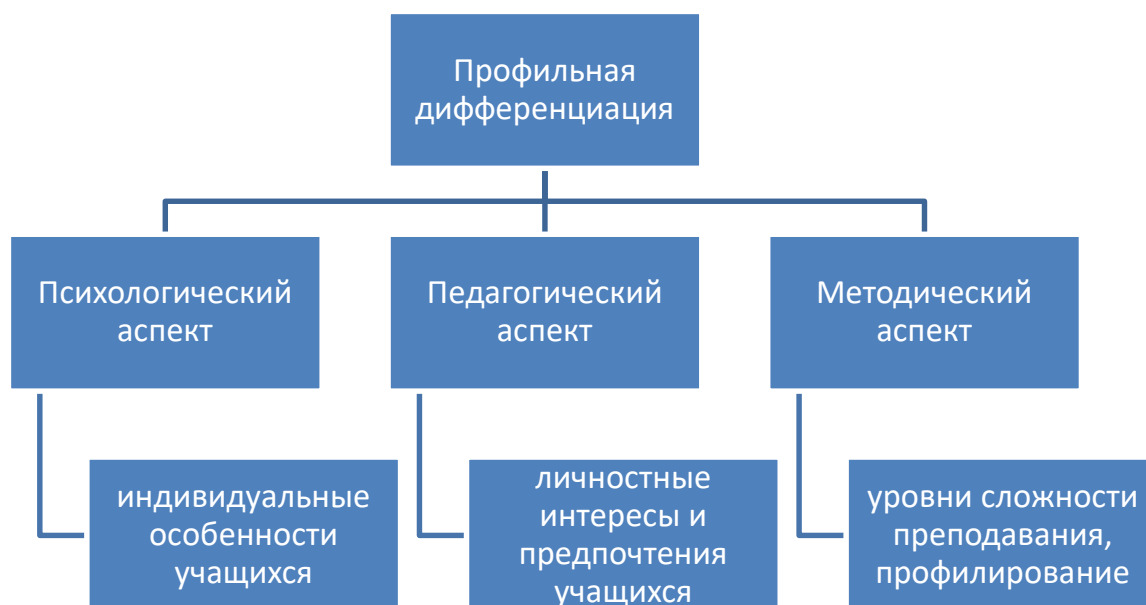 Профильная
дифференциация
Психологический
аспект
Педагогический
аспект
Методический
аспект
индивидуальные
особенности
учащихся
личностные
интересы и
предпочтения
учащихся
уровни сложности
преподавания,
профилирование